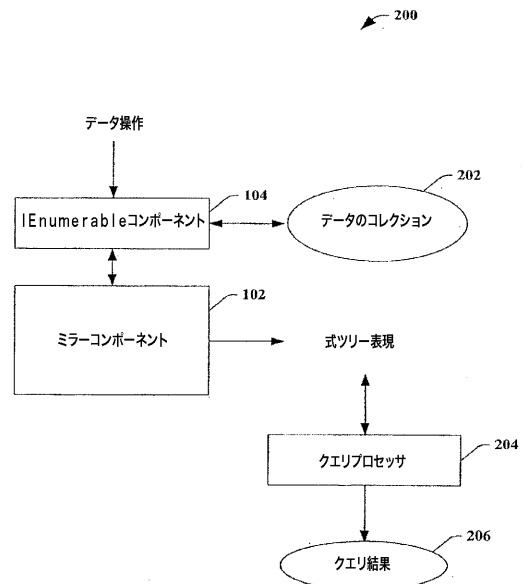 200
データ操作
104
IEnumerableコンポーネント
202
データのコレクション
102
ミラーコンポーネント
式ツリー表現
クエリプロセッサ
204
206
クエリ結果